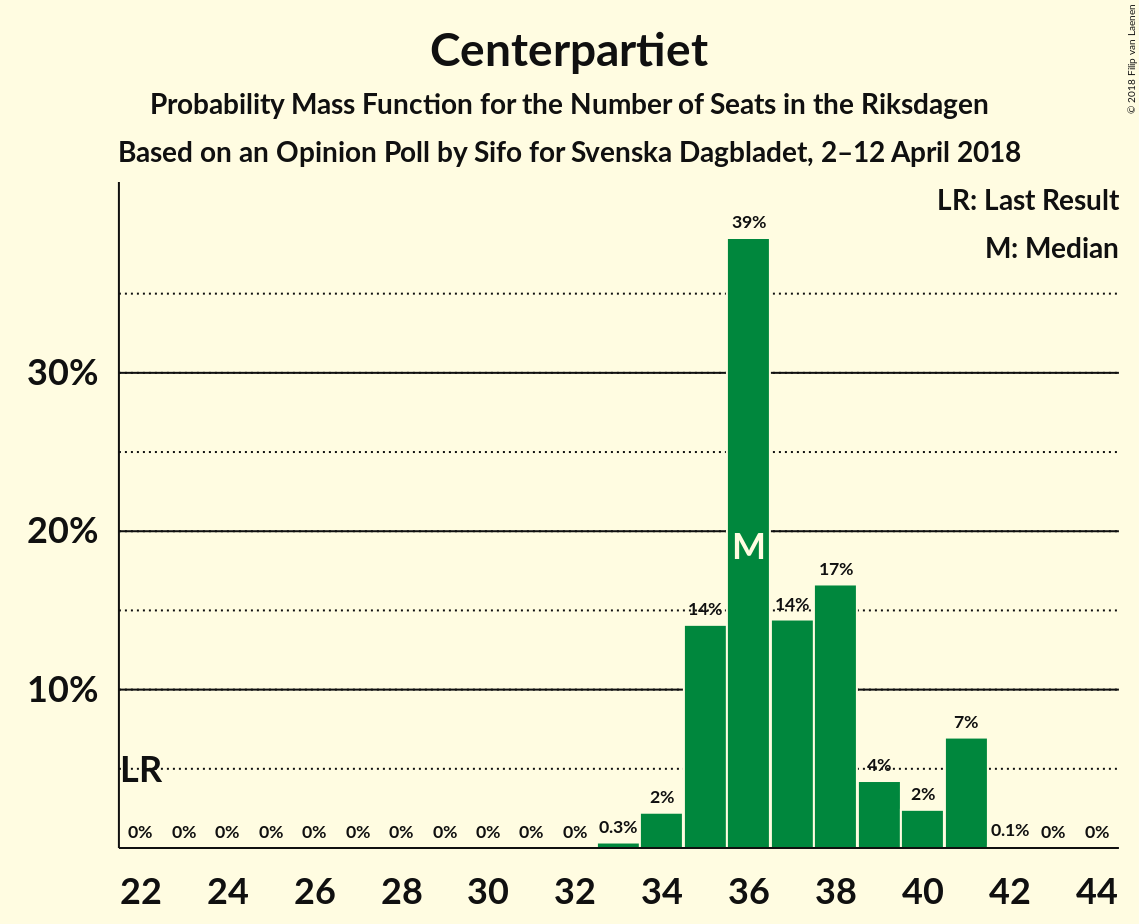 Centerpartiet
Probability Mass Function for the Number of Seats in the Riksdagen
Based on an Opinion Poll by Sifo for Svenska Dagbladet, 2–12 April 2018
© 2018 Filip van Laenen
LR: Last Result
M: Median
39%
30%
20%
M
17%
14% 14%
10%
7%
LR
4%
2% 2%
0% 0% 0% 0% 0% 0% 0% 0% 0% 0% 0% 0.3% 0.1% 0% 0%
22 24 26 28 30 32 34 36 38 40 42 44